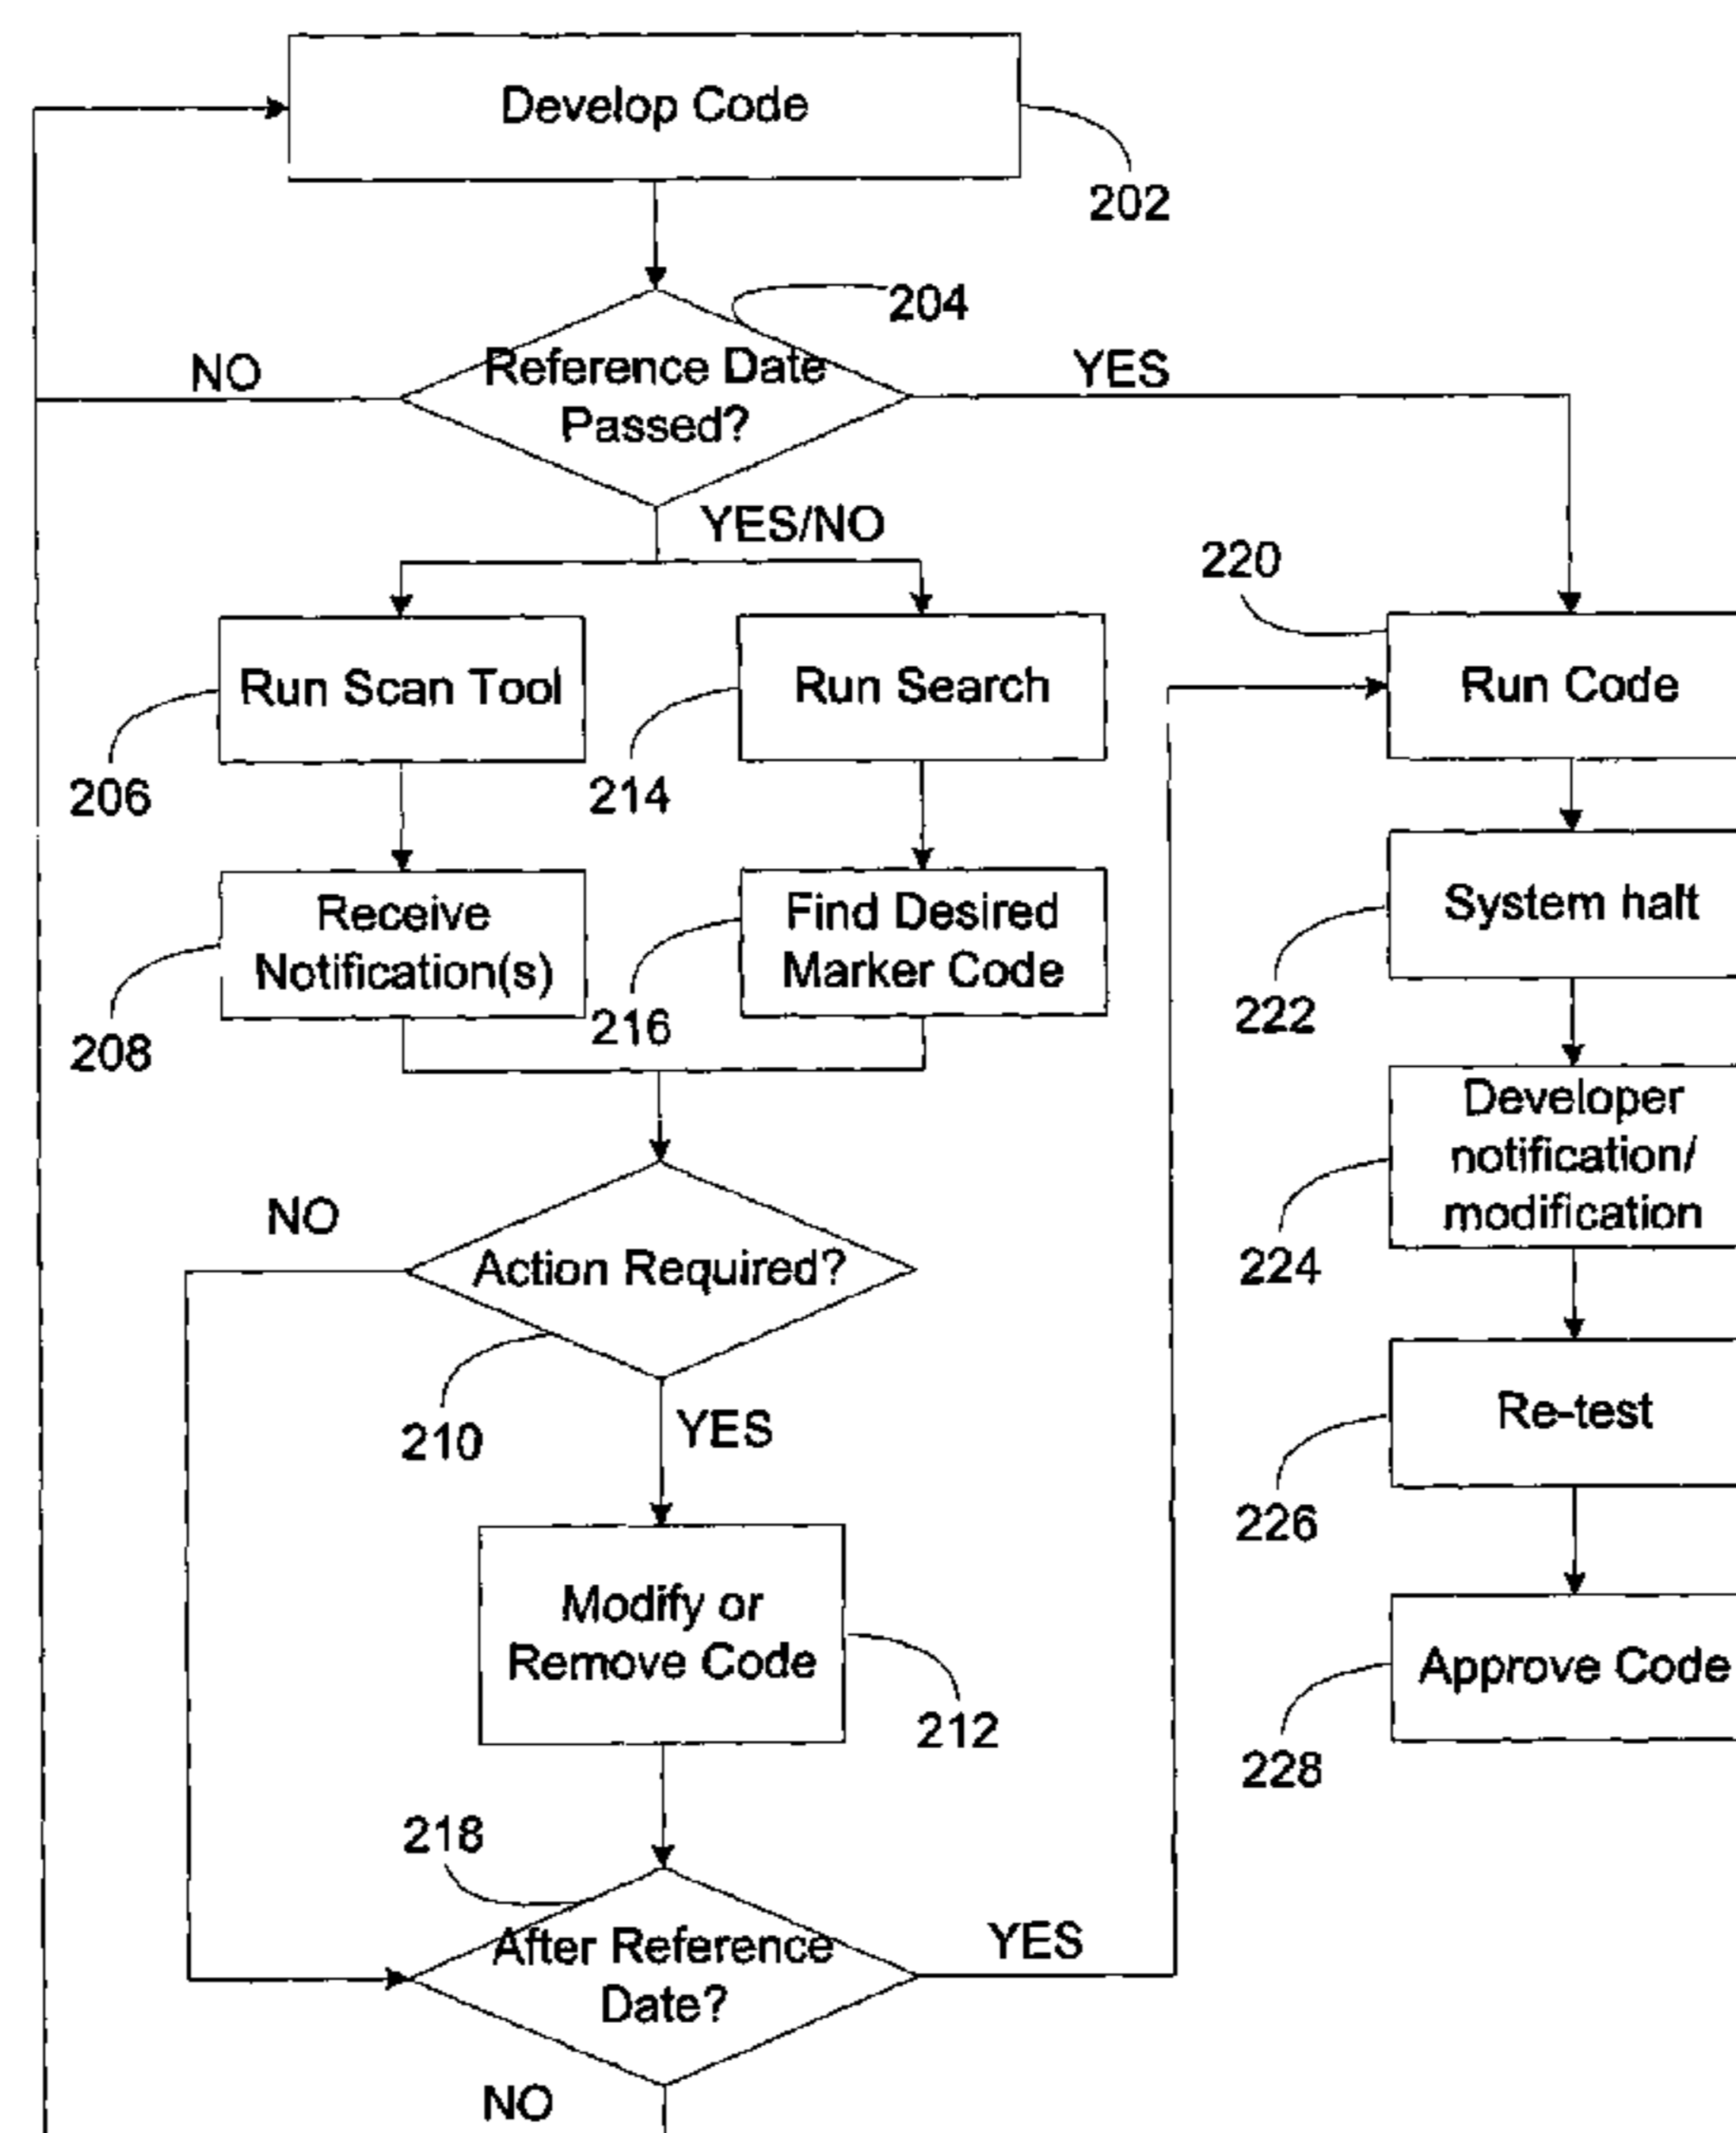 Develop Code
202
204
Reference Date
Passed?
NO
YES
YES/NO
Run Scan Tool
206
Run Search
214
220
Run Code
Receive
Notification(s)
208
Find Desired
Marker Code
216
System halt
222
Developer
notification/
modification
224
Action Required?
NO
210
YES
Re-test
226
Modify or
Remove Code
212
Approve Code
228
218
After Reference
Date?
YES
NO